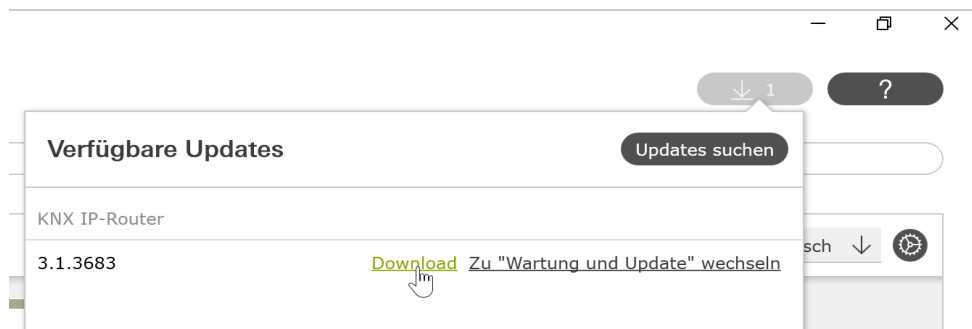 1 ?
Verfügbare Updates Updates suchen
KNX IP-Router
sch
3.1.3683 Download Zu "Wartung und Update" wechseln